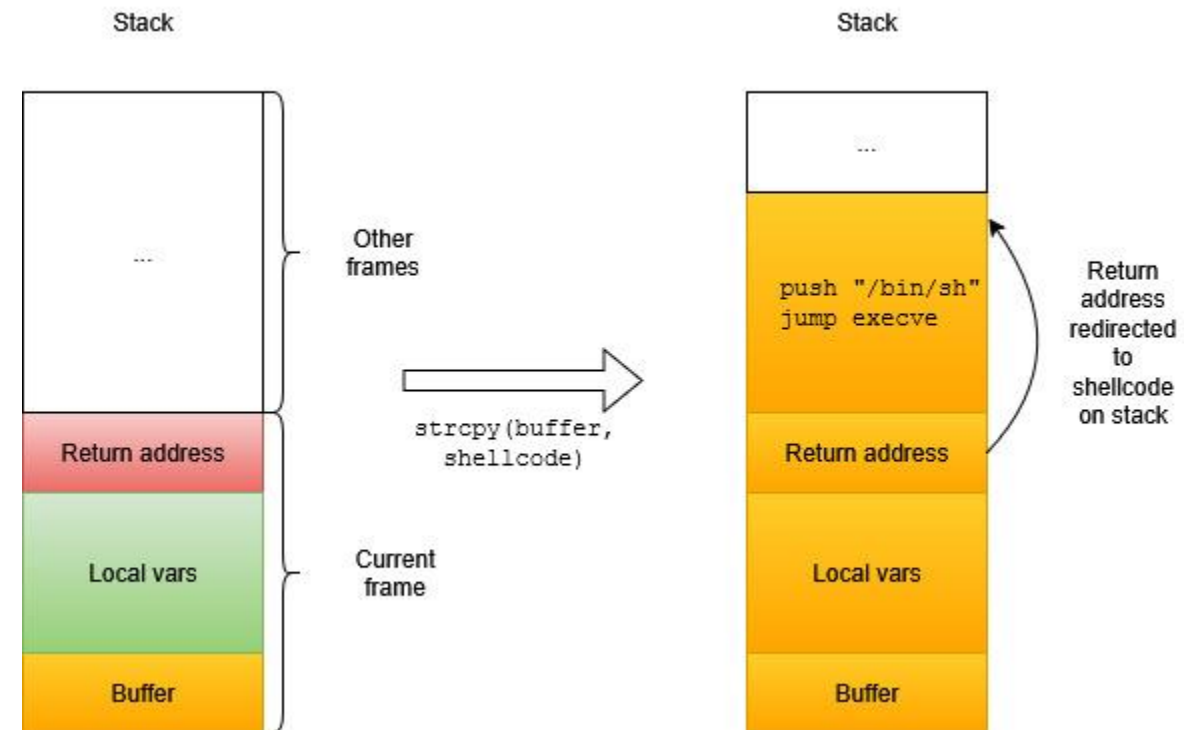 Stack
...
Other
frames
Return address
Local vars
Current
frame
Buffer
strcpy(buffer,
shellcode)
Stack
...
push "/bin/sh"
jump execve
Return address
Local vars
Buffer
Return
address
redirected
to
shellcode
on stack